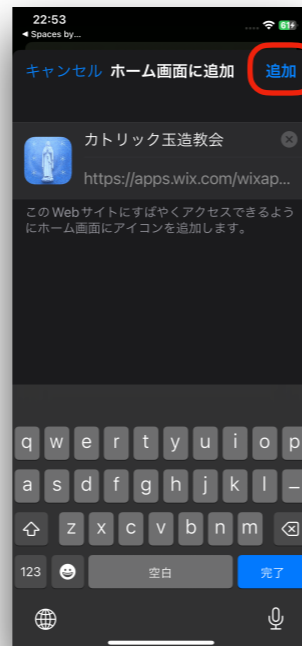 22:53
61
◀ Spaces by...
キャンセル ホーム画面に追加 追加
カトリック玉造教会
https://apps.wix.com/wixap...
このWebサイトにすばやくアクセスできるよう
にホーム画面にアイコンを追加します。
q w e r t y u i o p
a s d f g h j k l –
z x c v b n m
123 空白 完了